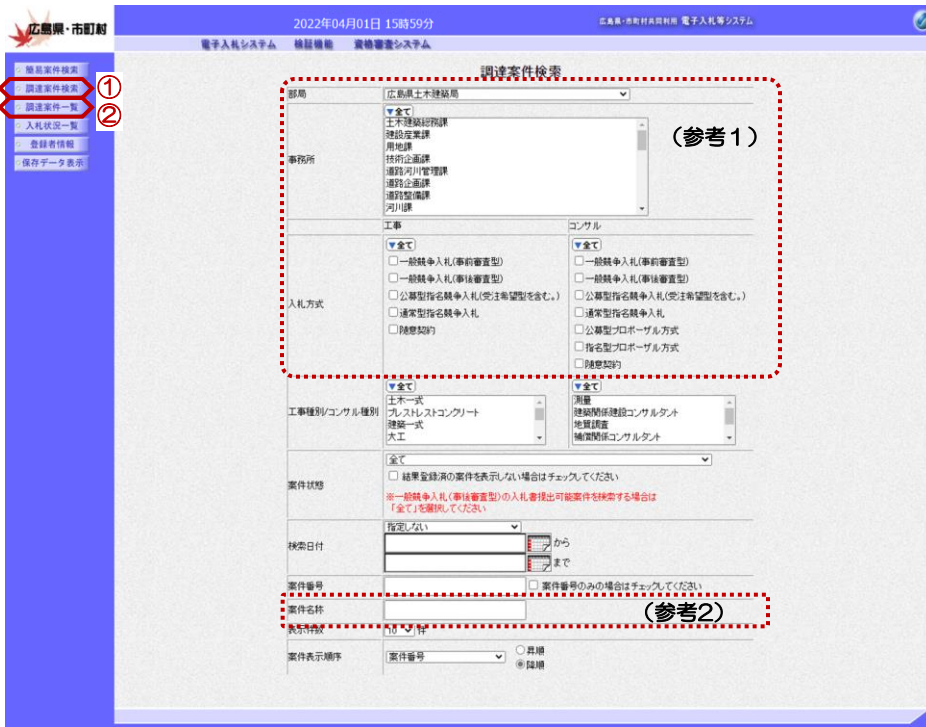 広島県・市町村
2022年04月01日 15時59分
広島県・市町村共同利用 電子入札等システム
電子入札システム 検証機能 資格審査システム
簡易案件検索
調達案件検索
①
調達案件一覧
②
入札状況一覧
登録者情報
保存データ表示
調達案件検索
部局 広島県土木建築局
(参考1)
事務所
▼全て
土木建築総務課
建設産業課
用地課
技術企画課
道路河川管理課
道路企画課
道路整備課
河川課
入札方式
工事
▼全て
一般競争入札(事前審査型)
一般競争入札(事後審査型)
公募型指名競争入札(受注希望型を含む。)
通常型指名競争入札
随意契約
コンサル
▼全て
一般競争入札(事前審査型)
一般競争入札(事後審査型)
公募型指名競争入札(受注希望型を含む。)
通常型指名競争入札
公募型プロポーザル方式
指名型プロポーザル方式
随意契約
工事種別/コンサル種別
▼全て
土木一式
プレストレストコンクリート
建築一式
大工
▼全て
測量
建築関係建設コンサルタント
地質調査
補償関係コンサルタント
案件状態
全て
結果登録済の案件を表示しない場合はチェックしてください
※一般競争入札(事後審査型)の入札書提出可能案件を検索する場合は
「全て」を選択してください
検索日付
指定しない
から
まで
案件番号 案件番号のみの場合はチェックしてください
案件名称
(参考2)
表示件数 10 件
案件表示順序 案件番号
昇順
降順